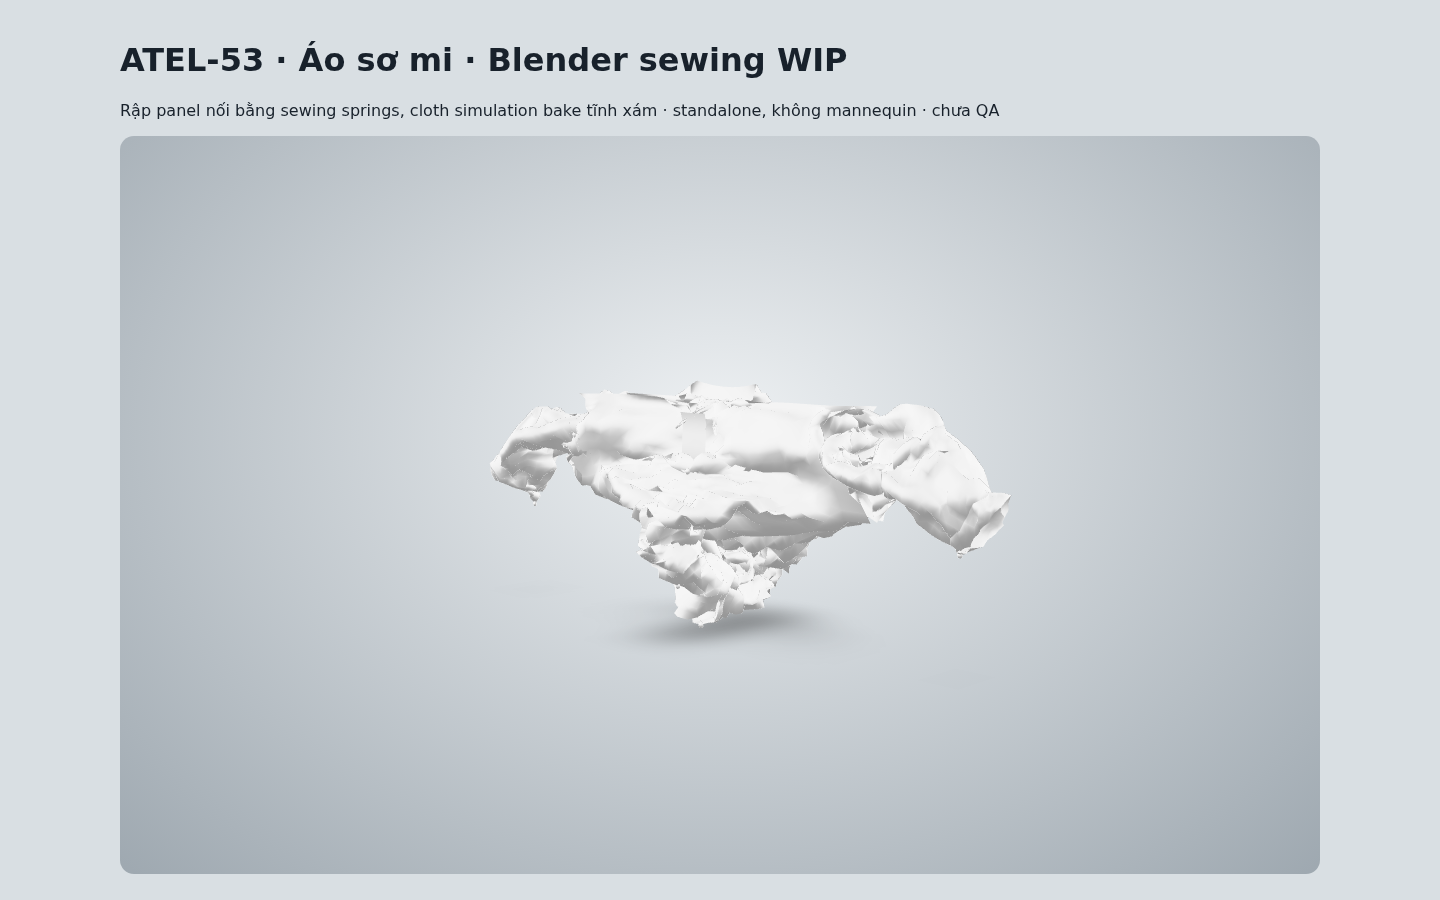 ATEL-53 · Áo sơ mi · Blender sewing WIP
Rập panel nối bằng sewing springs, cloth simulation bake tĩn xám · standalone, không mannequin · chưa QA